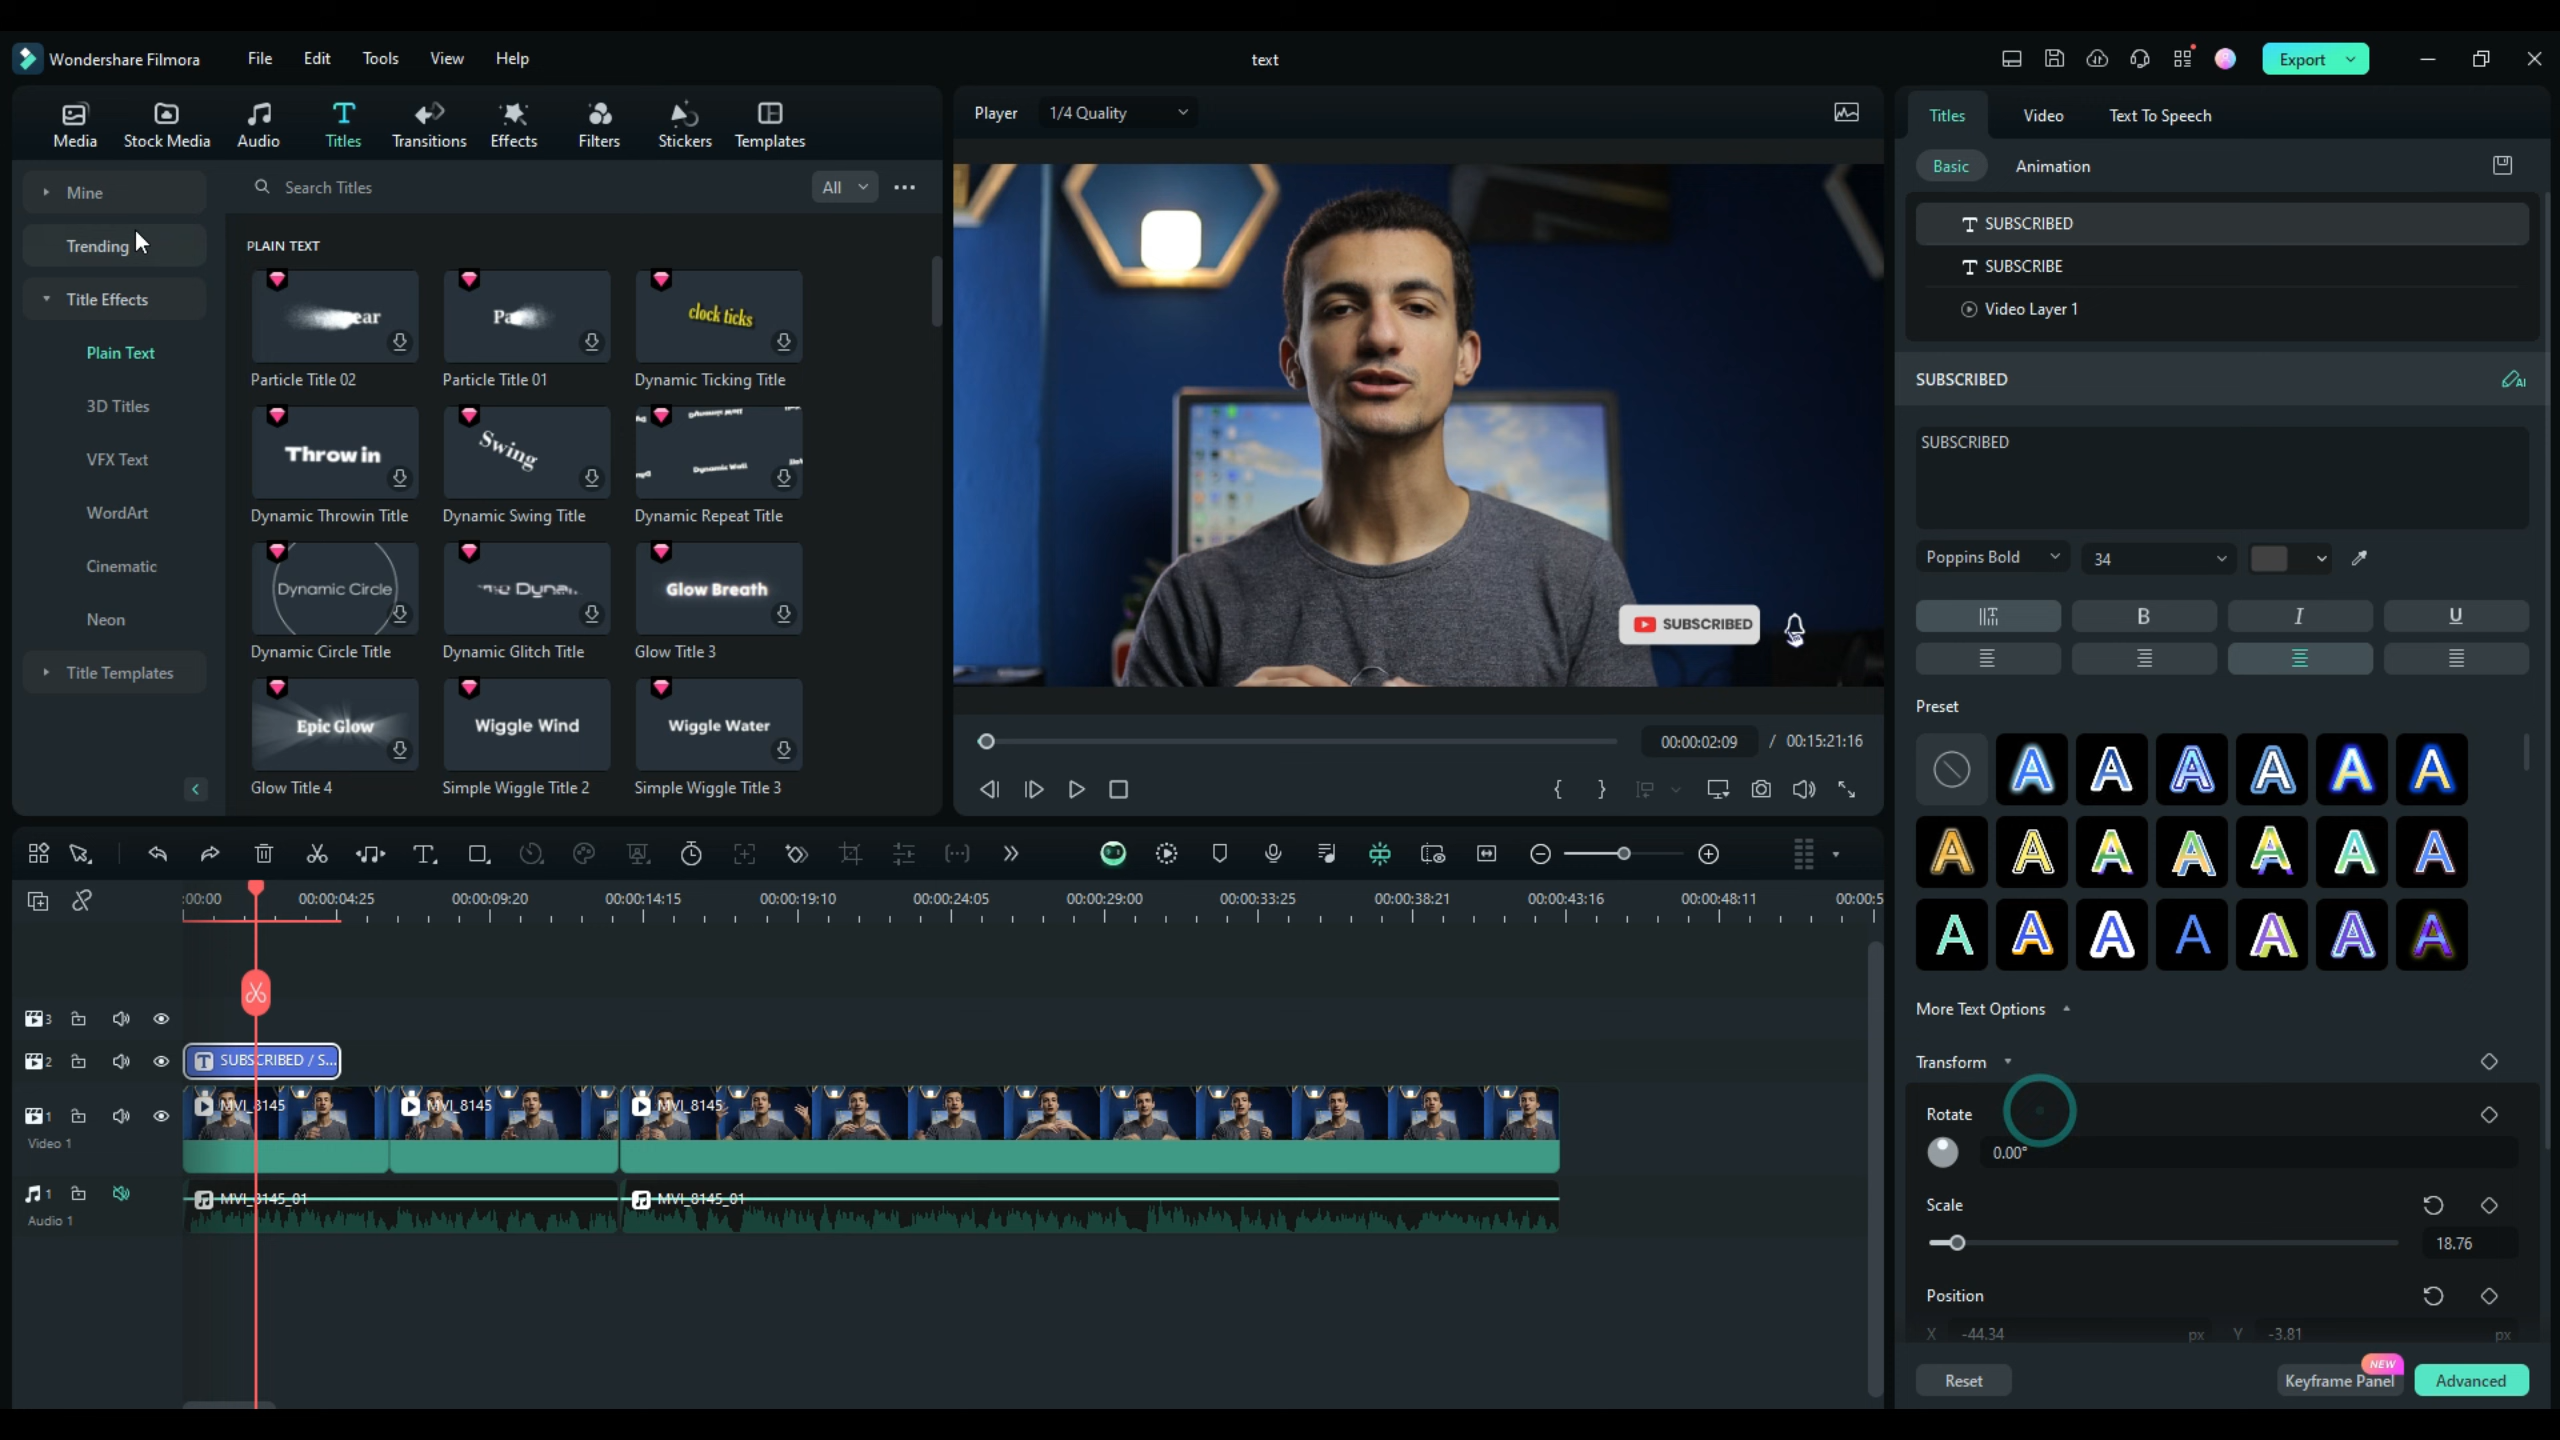 Wondershare Filmora
File Edit Tools View Help
text
Export
Media Stock Media Audio Titles Transitions Effects Filters Stickers Templates
Mine
Trending
Title Effects
Plain Text
3D Titles
VFX Text
WordArt
Cinematic
Neon
Title Templates
Search Titles
All
PLAIN TEXT
clock ticks
Particle Title 02 Particle Title 01 Dynamic Ticking Title
Throw in Swing
Dynamic Throwin Title Dynamic Swing Title Dynamic Repeat Title
Dynamic Circle Glow Breath
Dynamic Circle Title Dynamic Glitch Title Glow Title 3
Epic Glow Wiggle Wind Wiggle Water
Glow Title 4 Simple Wiggle Title 2 Simple Wiggle Title 3
Player 1/4 Quality
SUBSCRIBED
00:00:02:09 / 00:15:21:16
Titles Video Text To Speech
Basic Animation
SUBSCRIBED
SUBSCRIBE
Video Layer 1
SUBSCRIBED
AI
SUBSCRIBED
Poppins Bold 34
B I U
Preset
More Text Options
Transform
Rotate
0.00°
Scale
18.76
Position
X -44.34 px Y -3.81 px
NEW
Reset Keyframe Panel Advanced
:00:00 00:00:04:25 00:00:09:20 00:00:14:15 00:00:19:10 00:00:24:05 00:00:29:00 00:00:33:25 00:00:38:21 00:00:43:16 00:00:48:11 00:00:5
3
2 SUBSCRIBED / S...
1 MVI_8145 MVI_8145 MVI_8145
Video 1
1 MVI_8145_01 MVI_8145_01
Audio 1